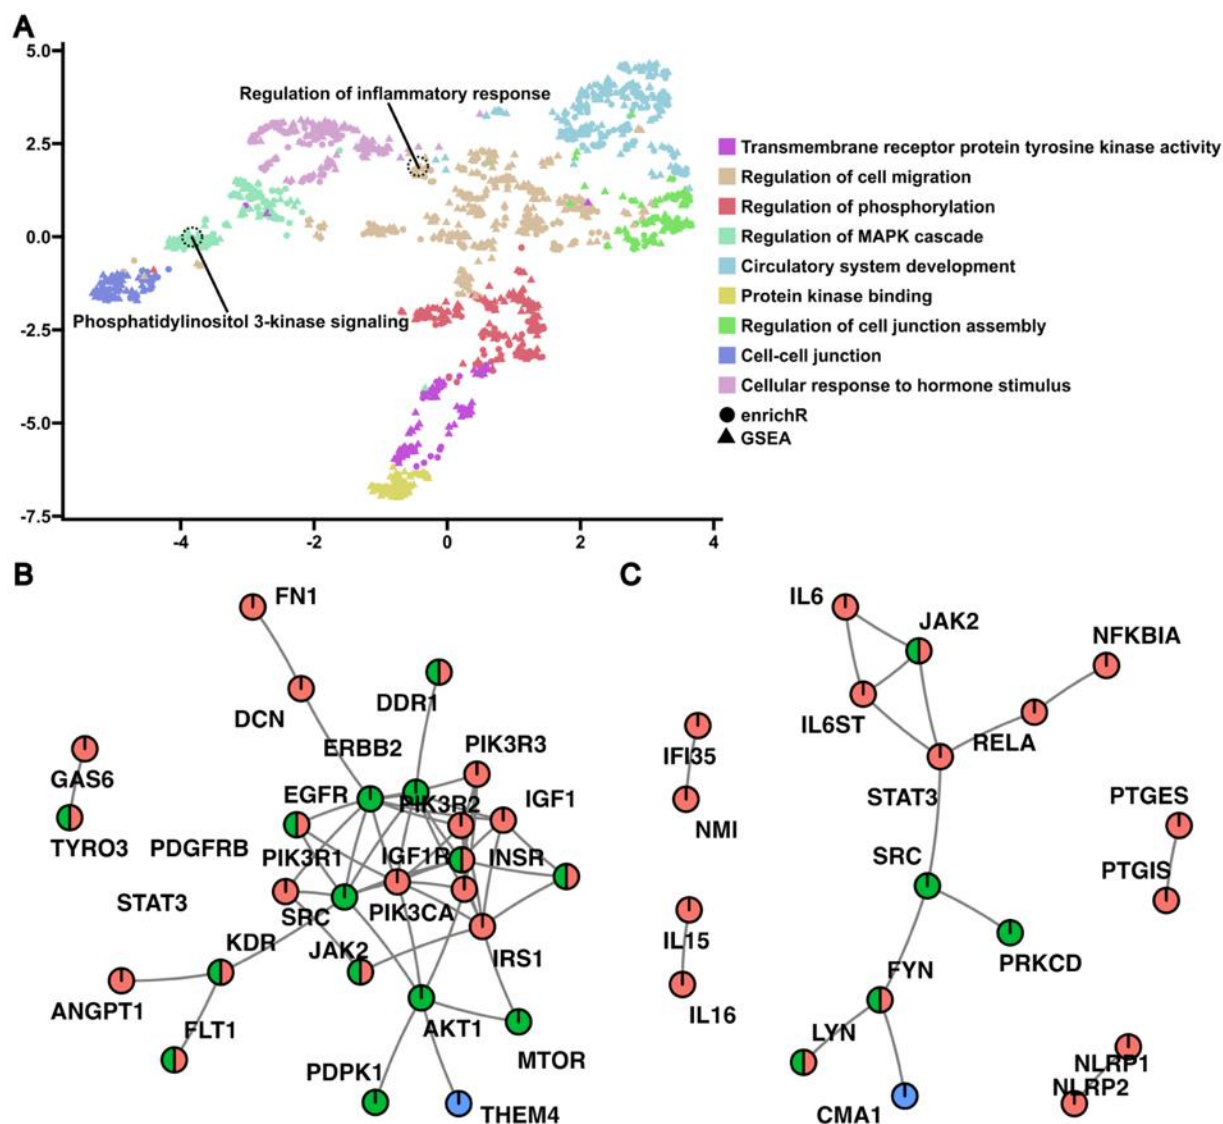 A
5.0
2.5
0.0
-2.5
-5.0
-7.5
-4
-2
0
2
4
Regulation of inflammatory response
Phosphatidylinositol 3-kinase signaling
Transmembrane receptor protein tyrosine kinase activity
Regulation of cell migration
Regulation of phosphorylation
Regulation of MAPK cascade
Circulatory system development
Protein kinase binding
Regulation of cell junction assembly
Cell-cell junction
Cellular response to hormone stimulus
enrichR
GSEA
B
FN1
DCN
DDR1
ERBB2
PIK3R3
GAS6
EGFR
PIK3R2
IGF1
TYRO3
PDGFRB
PIK3R1
IGF1R
INSR
STAT3
SRC
PIK3CA
KDR
JAK2
IRS1
ANGPT1
FLT1
AKT1
MTOR
PDPK1
THEM4
C
IL6
JAK2
NFKBIA
IL6ST
RELA
IFI35
STAT3
PTGES
NMI
SRC
PTGIS
IL15
PRKCD
FYN
IL16
LYN
NLRP1
NLRP2
CMA1